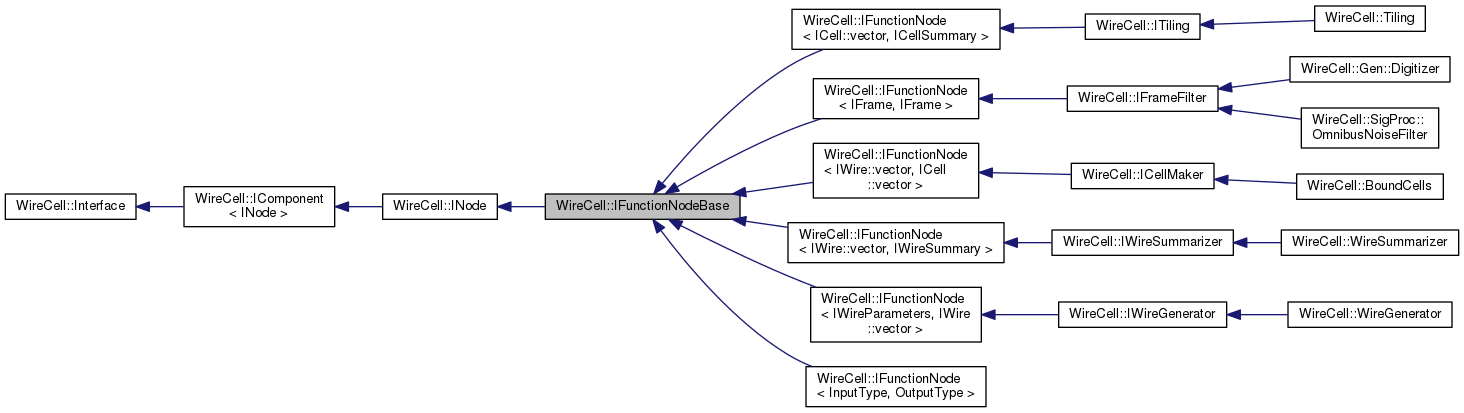 WireCell::Interface
WireCell::IComponent
< INode >
WireCell::INode
WireCell::IFunctionNodeBase
WireCell::IFunctionNode
< ICell::vector, ICellSummary >
WireCell::ITiling
WireCell::Tiling
WireCell::IFunctionNode
< IFrame, IFrame >
WireCell::IFrameFilter
WireCell::Gen::Digitizer
WireCell::SigProc::
OmnibusNoiseFilter
WireCell::IFunctionNode
< IWire::vector, ICell
::vector >
WireCell::ICellMaker
WireCell::BoundCells
WireCell::IFunctionNode
< IWire::vector, IWireSummary >
WireCell::IWireSummarizer
WireCell::WireSummarizer
WireCell::IFunctionNode
< IWireParameters, IWire
::vector >
WireCell::IWireGenerator
WireCell::WireGenerator
WireCell::IFunctionNode
< InputType, OutputType >